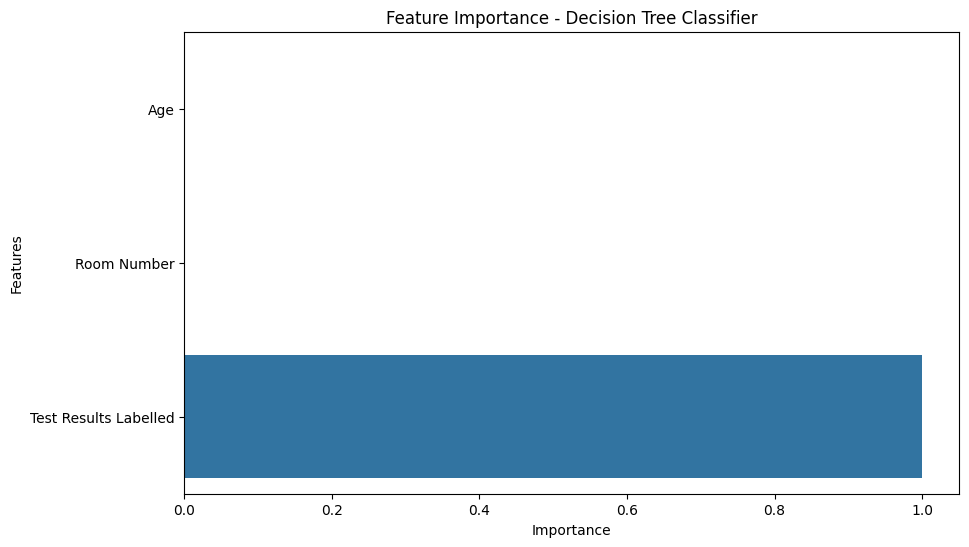 Feature Importance - Decision Tree Classifier
Age
Room Number
Test Results Labelled
Features
0.0 0.2 0.4 0.6 0.8 1.0
Importance